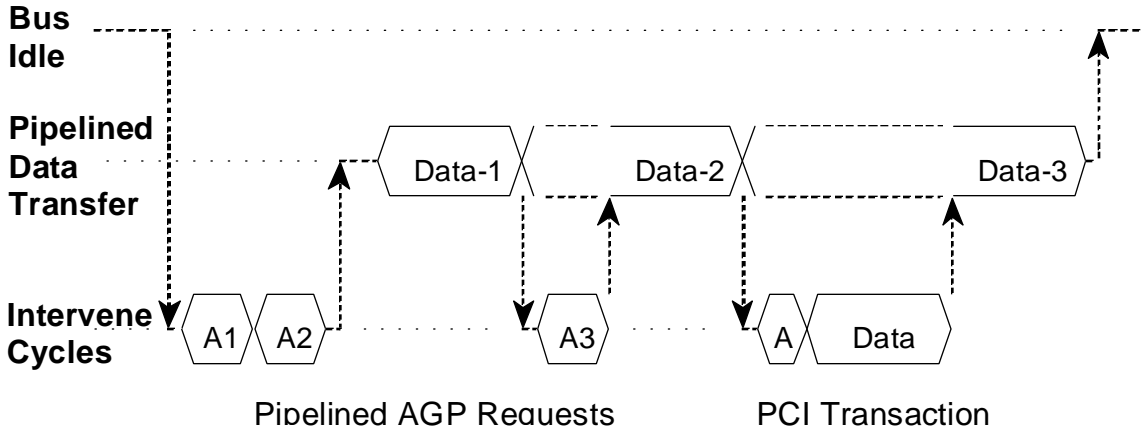 Bus
Idle
Pipelined
Data
Transfer
Data-1
Data-2
Data-3
Intervene
Cycles
A1
A2
A3
A
Data
Pipelined AGP Requests
PCI Transaction